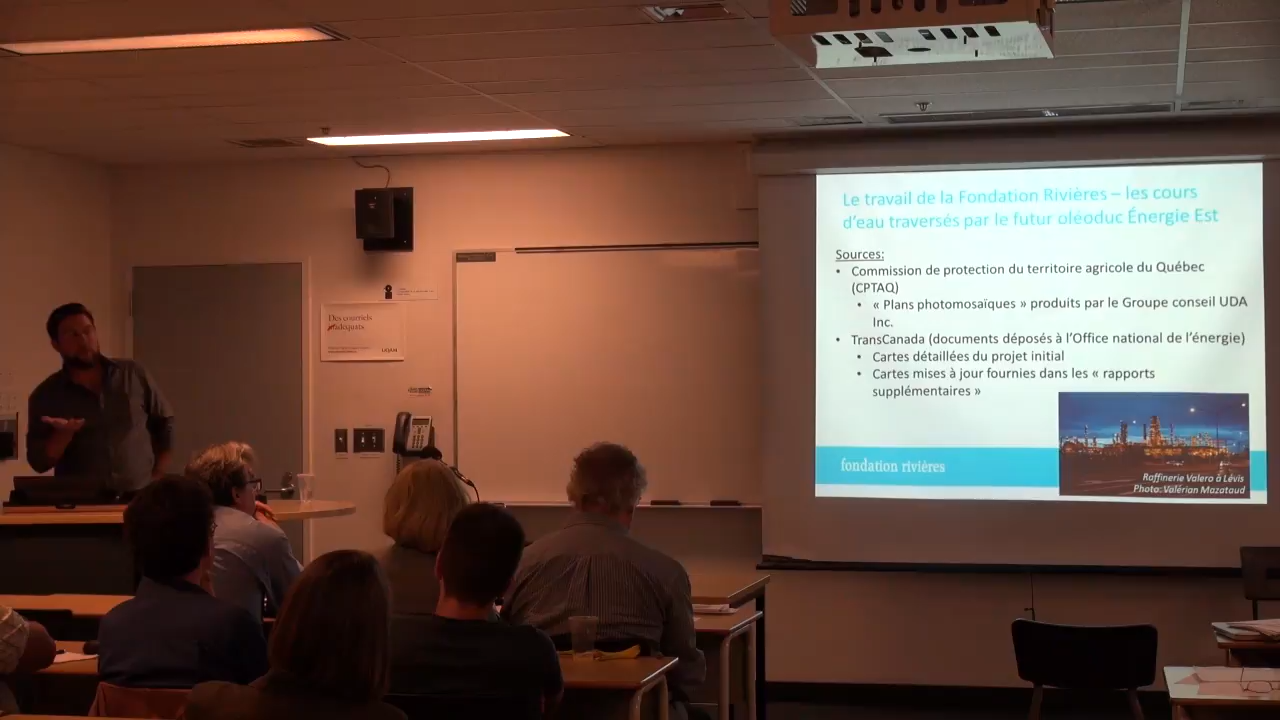 Le travail de la Fondation Rivières – les cours
d'eau traversés par le futur oléoduc Énergie Est
Sources:
• Commission de protection du territoire agricole du Québec
(CPTAQ)
• « Plans photomosaïques » produits par le Groupe conseil UDA
Inc.
• TransCanada (documents déposés à l'Office national de l'énergie)
• Cartes détaillées du projet initial
• Cartes mises à jour fournies dans les « rapports
supplémentaires »
fondation rivières
Raffinerie Valero à Lévis
Photo: Valérian Mazataud
Des courriels
inadéquats
UQAM